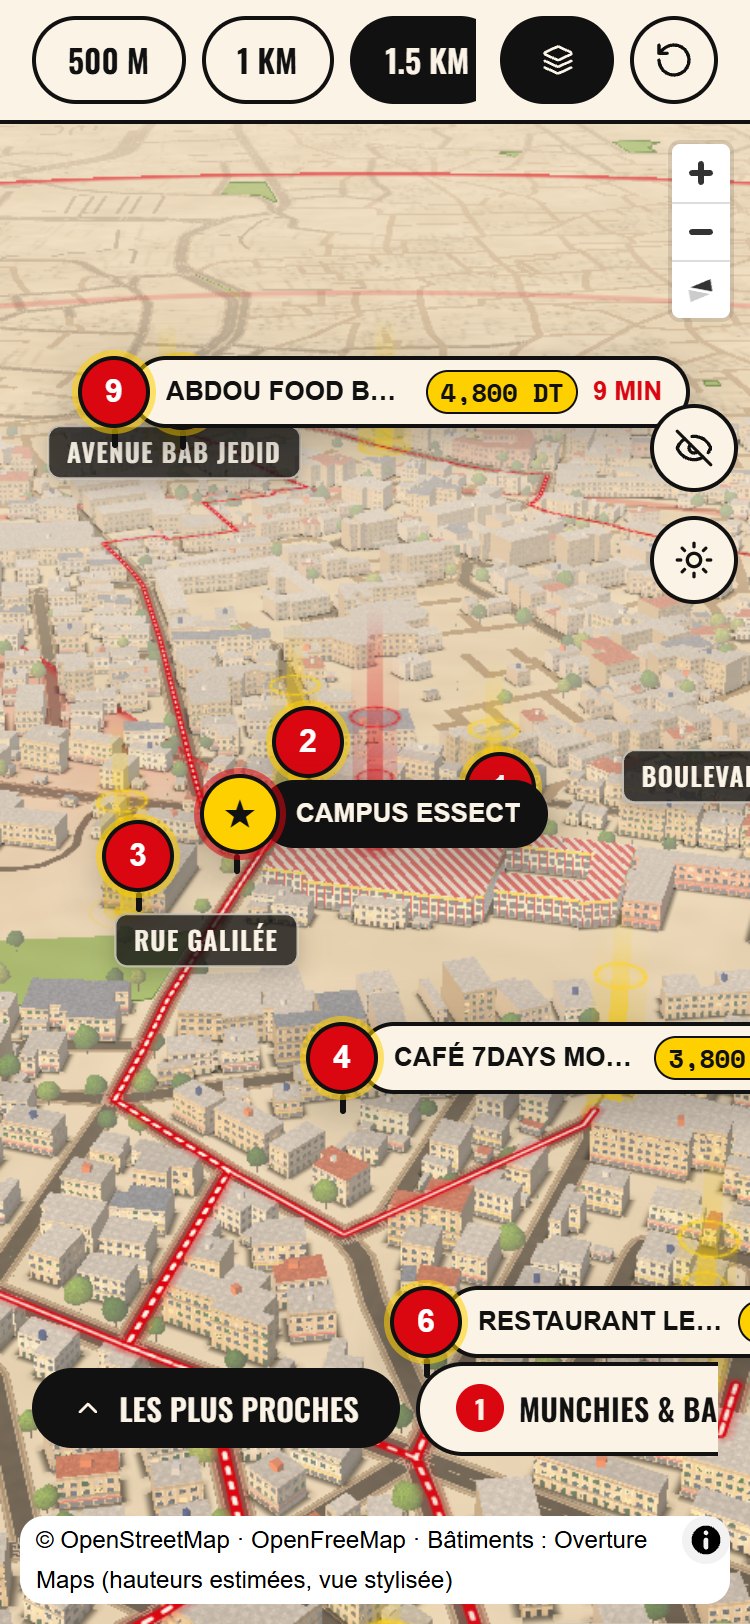 500 M
1 KM
1.5 KM
9 ABDOU FOOD B… 4,800 DT 9 MIN
AVENUE BAB JEDID
2
1
CAMPUS ESSECT
BOULEVA
3
RUE GALILÉE
4 CAFÉ 7DAYS MO… 3,800
6 RESTAURANT LE…
LES PLUS PROCHES
1 MUNCHIES & BA
© OpenStreetMap · OpenFreeMap · Bâtiments : Overture
Maps (hauteurs estimées, vue stylisée)